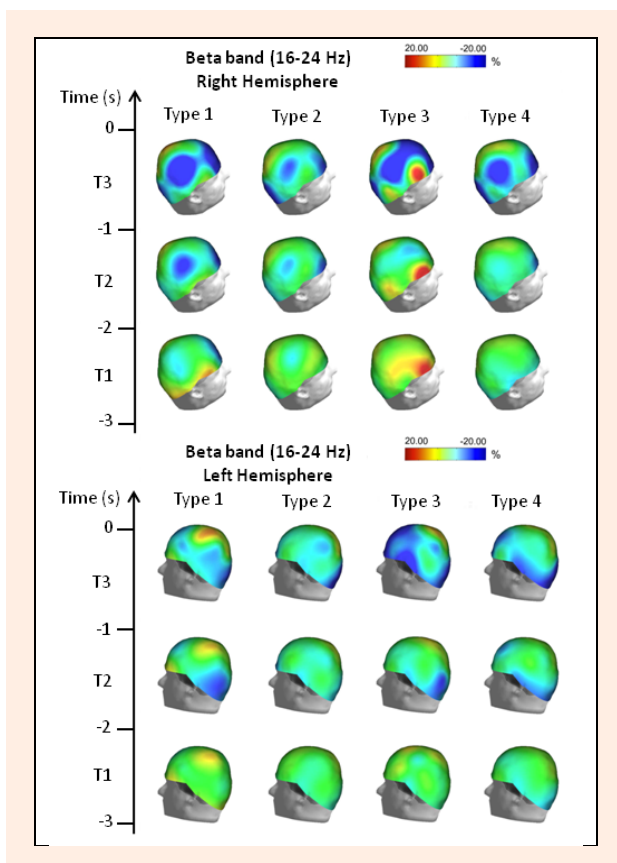 Beta band (16-24 Hz)
Right Hemisphere
20.00 -20.00
%
Time (s)
Type 1 Type 2 Type 3 Type 4
0
T3
-1
T2
-2
T1
-3
Beta band (16-24 Hz)
Left Hemisphere
20.00 -20.00
%
Time (s)
Type 1 Type 2 Type 3 Type 4
0
T3
-1
T2
-2
T1
-3